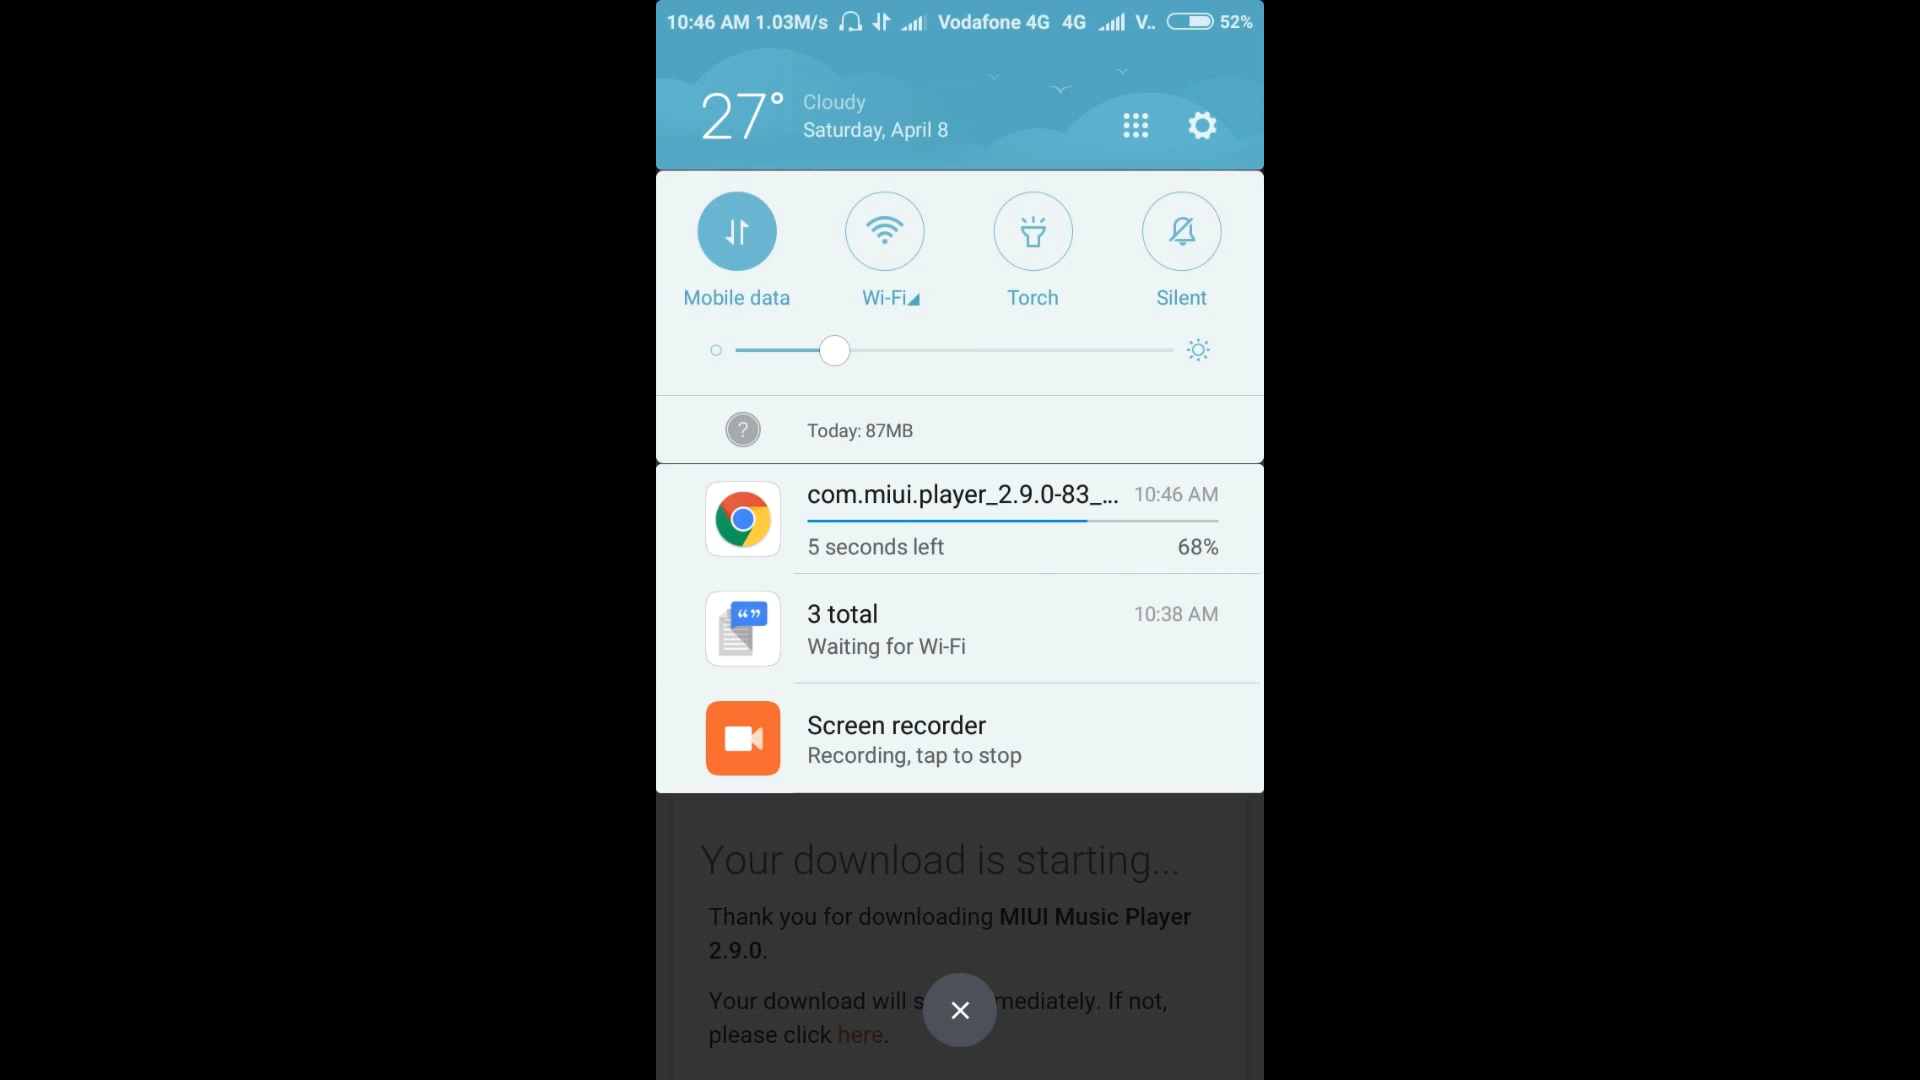 10:46 AM 1.03M/s Vodafone 4G 4G V.. 52%
27° Cloudy
Saturday, April 8
Mobile data Wi-Fi Torch Silent
? Today: 87MB
com.miui.player_2.9.0-83_... 10:46 AM
5 seconds left 68%
3 total 10:38 AM
Waiting for Wi-Fi
Screen recorder
Recording, tap to stop
Your download is starting...
Thank you for downloading MIUI Music Player
2.9.0.
Your download will If not,
please click here.